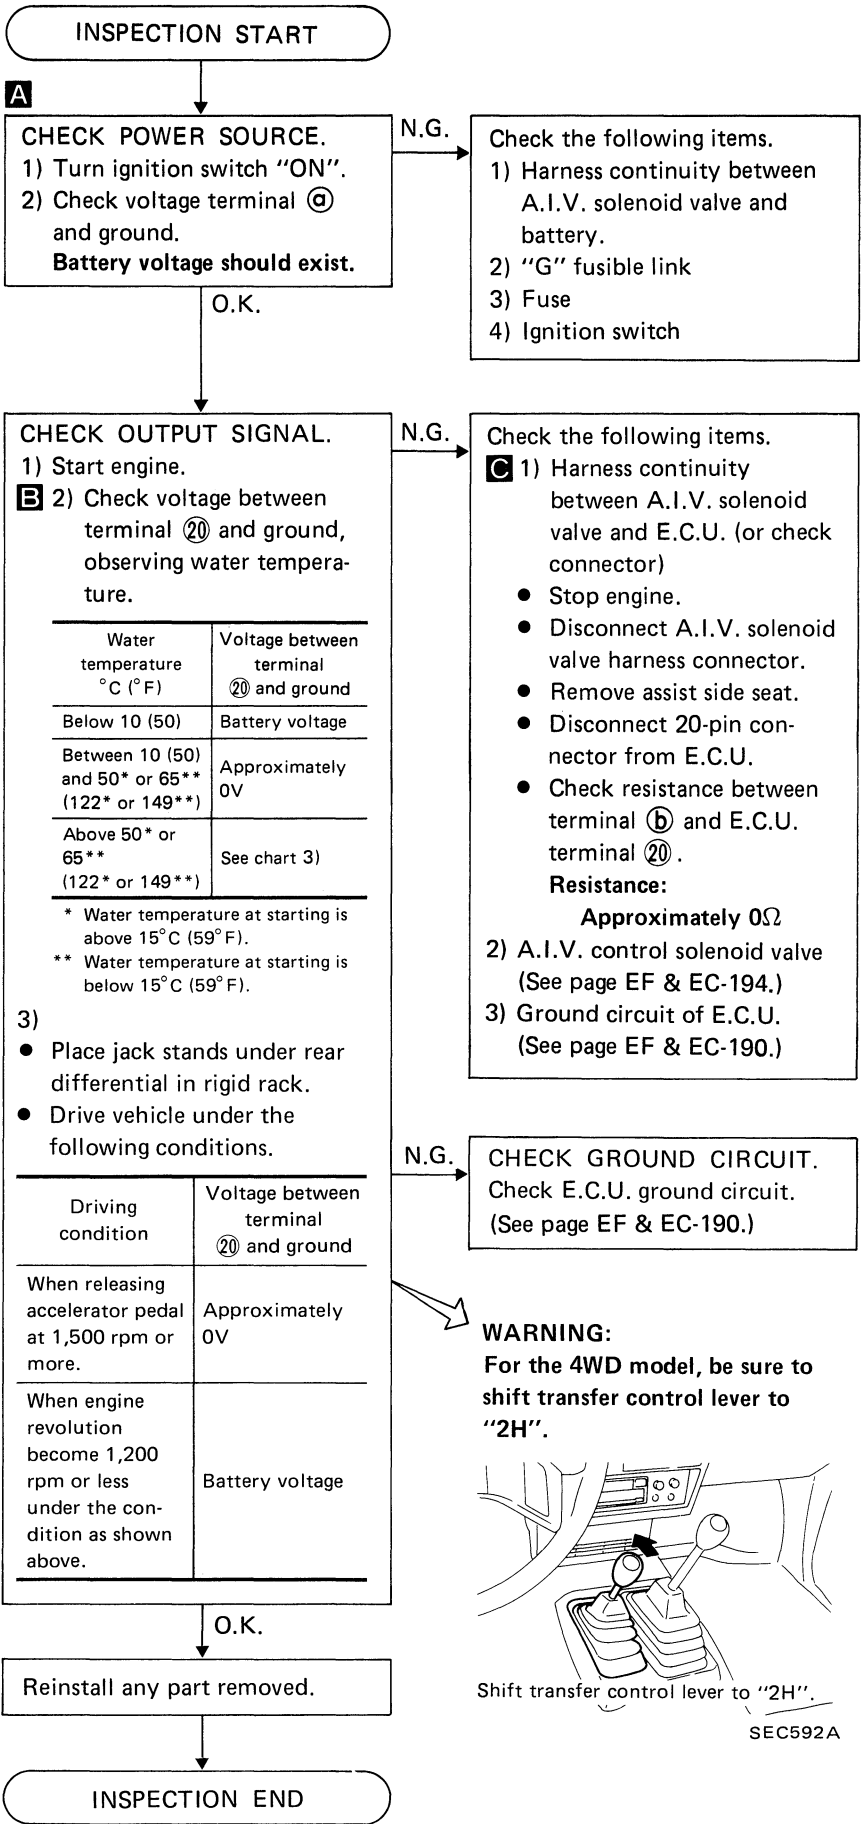 INSPECTION START
A
CHECK POWER SOURCE.
1) Turn ignition switch "ON".
2) Check voltage terminal ⓐ
and ground.
Battery voltage should exist.
N.G.
Check the following items.
1) Harness continuity between
A.I.V. solenoid valve and
battery.
2) "G" fusible link
3) Fuse
4) Ignition switch
O.K.
CHECK OUTPUT SIGNAL.
1) Start engine.
B 2) Check voltage between
terminal ⑳ and ground,
observing water tempera-
ture.
Water
temperature
°C (°F)
Voltage between
terminal
⑳ and ground
Below 10 (50)
Battery voltage
Between 10 (50)
and 50* or 65**
(122* or 149**)
Approximately
0V
Above 50* or
65**
(122* or 149**)
See chart 3)
* Water temperature at starting is
above 15°C (59°F).
** Water temperature at starting is
below 15°C (59°F).
3)
● Place jack stands under rear
differential in rigid rack.
● Drive vehicle under the
following conditions.
Driving
condition
Voltage between
terminal
⑳ and ground
When releasing
accelerator pedal
at 1,500 rpm or
more.
Approximately
0V
When engine
revolution
become 1,200
rpm or less
under the con-
dition as shown
above.
Battery voltage
N.G.
Check the following items.
C 1) Harness continuity
between A.I.V. solenoid
valve and E.C.U. (or check
connector)
● Stop engine.
● Disconnect A.I.V. solenoid
valve harness connector.
● Remove assist side seat.
● Disconnect 20-pin con-
nector from E.C.U.
● Check resistance between
terminal ⓑ and E.C.U.
terminal ⑳.
Resistance:
Approximately 0Ω
2) A.I.V. control solenoid valve
(See page EF & EC-194.)
3) Ground circuit of E.C.U.
(See page EF & EC-190.)
N.G.
CHECK GROUND CIRCUIT.
Check E.C.U. ground circuit.
(See page EF & EC-190.)
WARNING:
For the 4WD model, be sure to
shift transfer control lever to
"2H".
Shift transfer control lever to "2H".
SEC592A
O.K.
Reinstall any part removed.
INSPECTION END